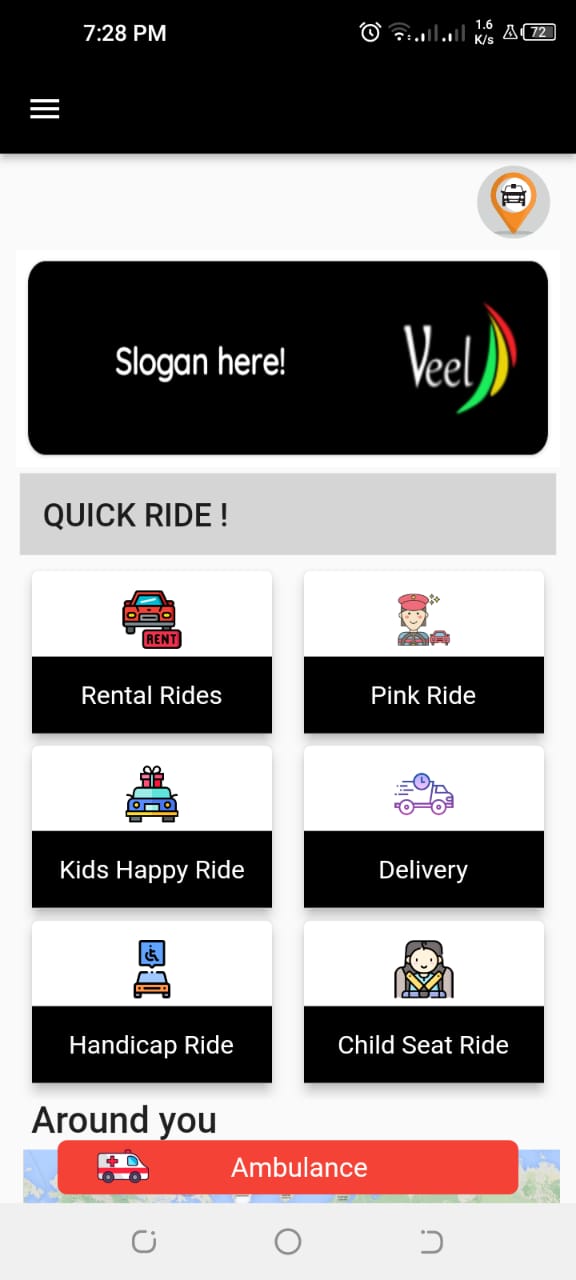 7:28 PM
1.6
K/s
72
Slogan here!
Veel
QUICK RIDE !
RENT
Rental Rides
Pink Ride
Kids Happy Ride
Delivery
Handicap Ride
Child Seat Ride
Around you
Ambulance